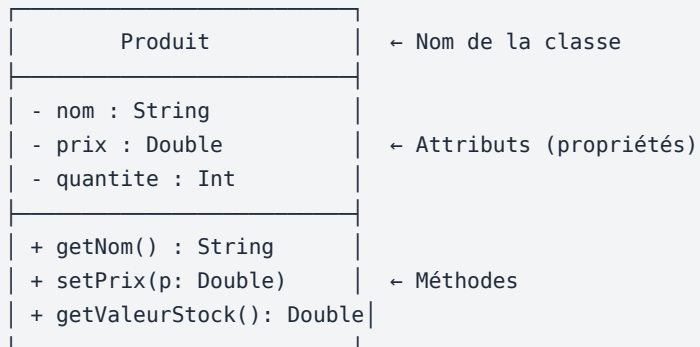 Produit ← Nom de la classe
- nom : String
- prix : Double ← Attributs (propriétés)
- quantite : Int
+ getNom() : String
+ setPrix(p: Double) ← Méthodes
+ getValeurStock(): Double